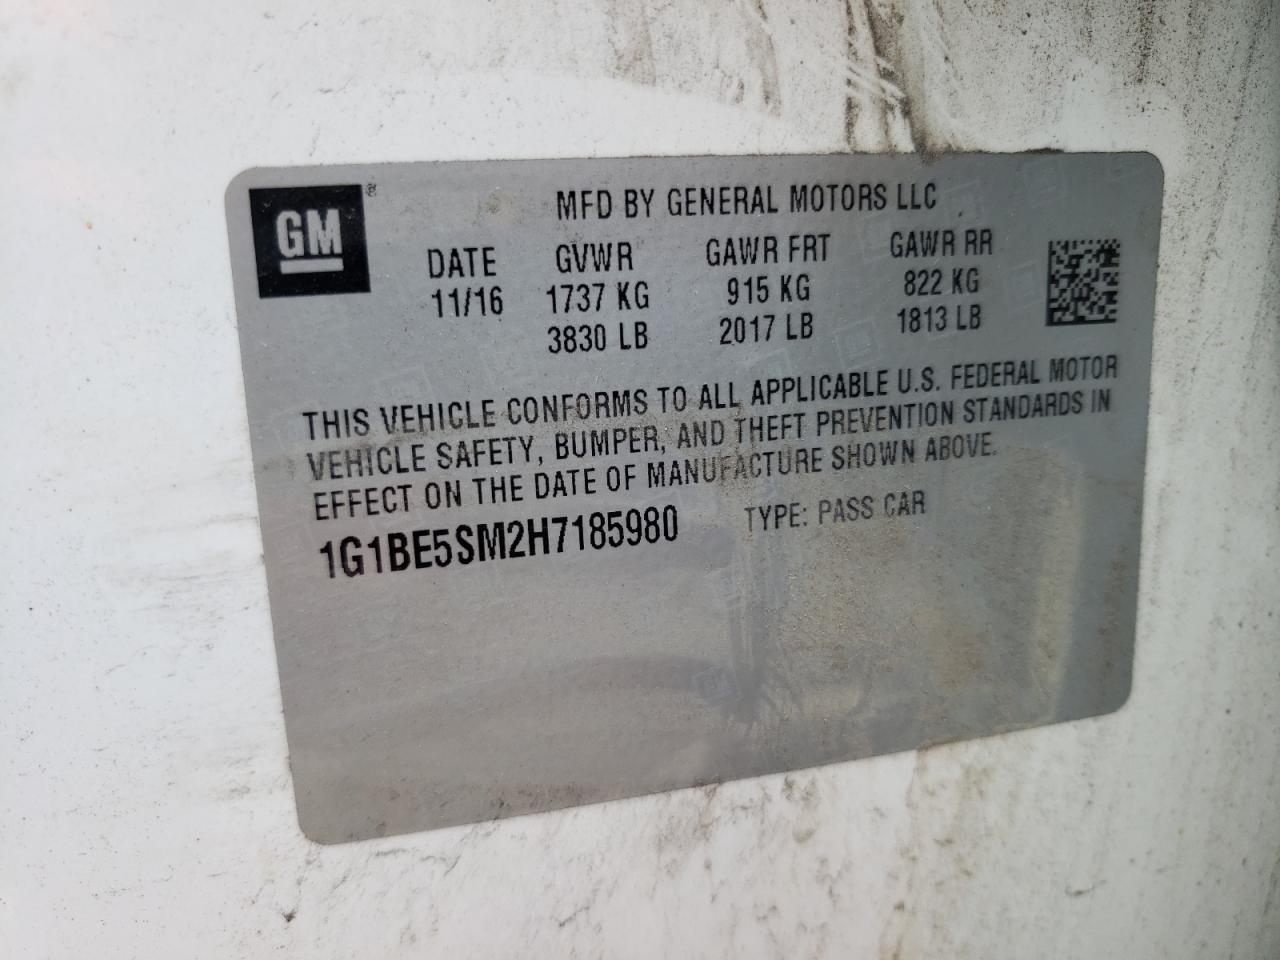 GM®
MFD BY GENERAL MOTORS LLC
DATE GVWR GAWR FRT GAWR RR
11/16 1737 KG 915 KG 822 KG
3830 LB 2017 LB 1813 LB
THIS VEHICLE CONFORMS TO ALL APPLICABLE U.S. FEDERAL MOTOR
VEHICLE SAFETY, BUMPER, AND THEFT PREVENTION STANDARDS IN
EFFECT ON THE DATE OF MANUFACTURE SHOWN ABOVE.
1G1BE5SM2H7185980 TYPE: PASS CAR